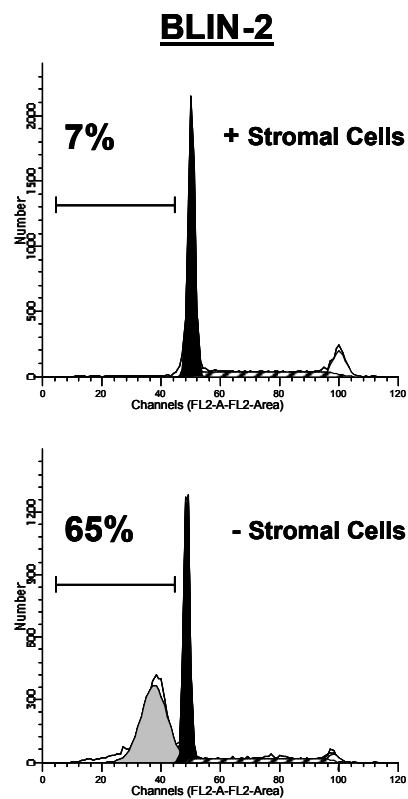 BLIN-2
7%
+ Stromal Cells
Number
2000
1500
1000
500
0
0 20 40 60 80 100 120
Channels (FL2-A-FL2-Area)
65%
- Stromal Cells
Number
1200
900
600
300
0
0 20 40 60 80 100 120
Channels (FL2-A-FL2-Area)